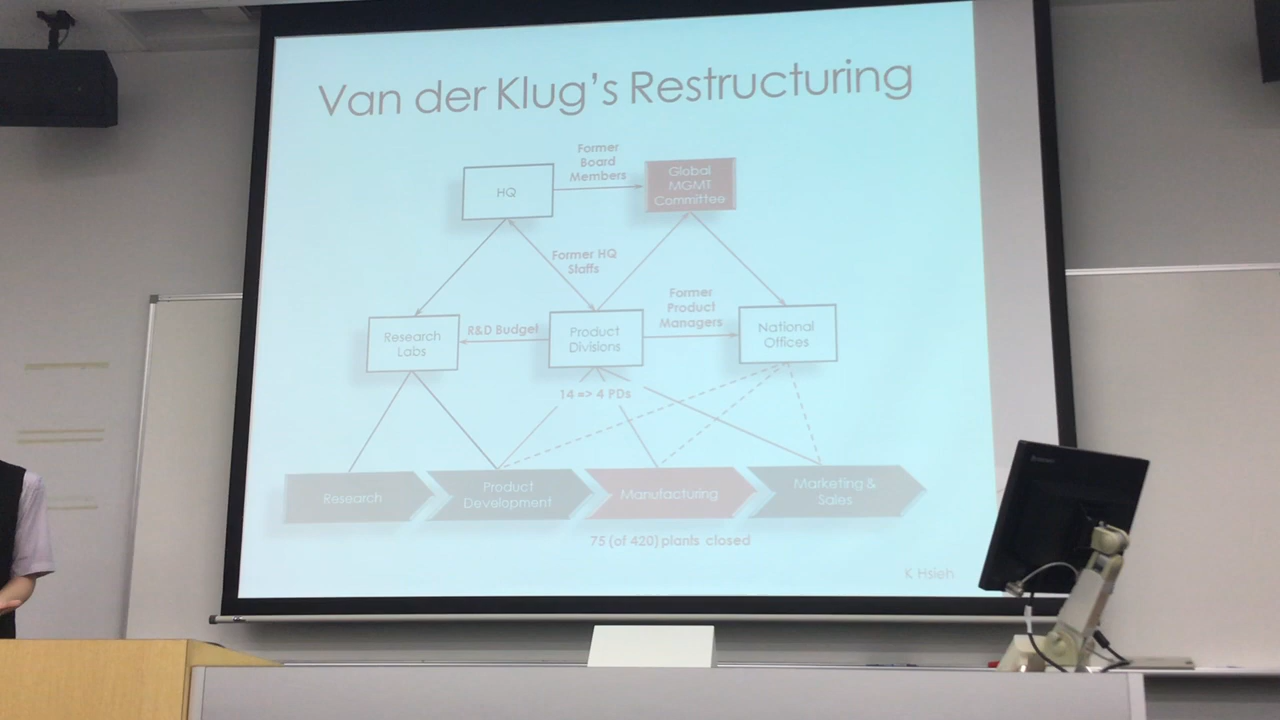 Van der Klug's Restructuring
Former
Board
Members
HQ
Global
MGMT
Committee
Former HQ
Staffs
Former
Product
Managers
Research
Labs
R&D Budget
Product
Divisions
National
Offices
14 => 4 PDs
Research
Product
Development
Manufacturing
Marketing &
Sales
75 (of 420) plants closed
K Hsieh